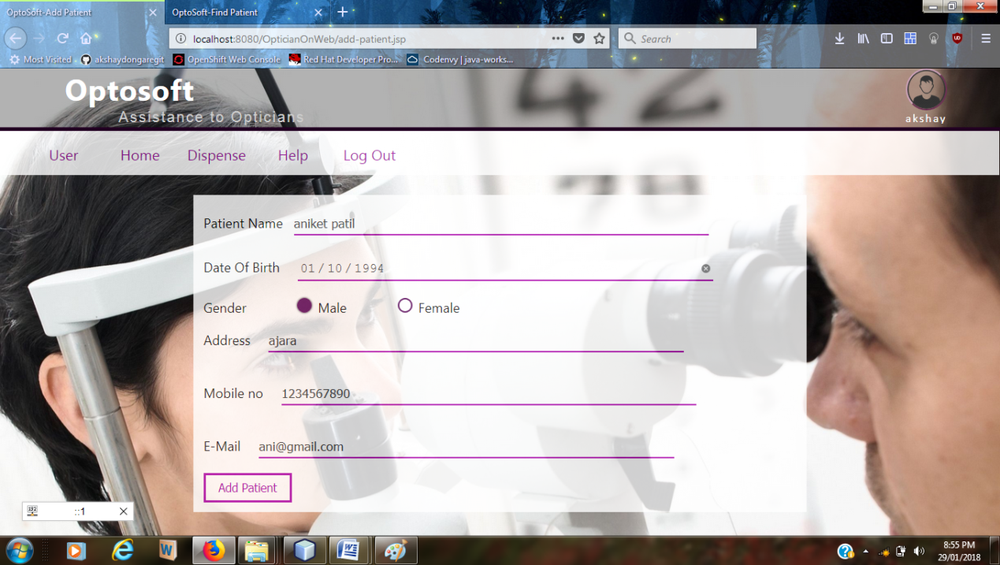 OptoSoft-Add Patient
OptoSoft-Find Patient
localhost:8080/OpticianOnWeb/add-patient.jsp
Search
Most Visited
akshaydongaregit
OpenShift Web Console
Red Hat Developer Pro...
Codenvy | java-works...
Optosoft
Assistance to Opticians
akshay
User Home Dispense Help Log Out
Patient Name aniket patil
Date Of Birth 01 / 10 / 1994
Gender Male Female
Address ajara
Mobile no 1234567890
E-Mail ani@gmail.com
Add Patient
::1
8:55 PM
29/01/2018